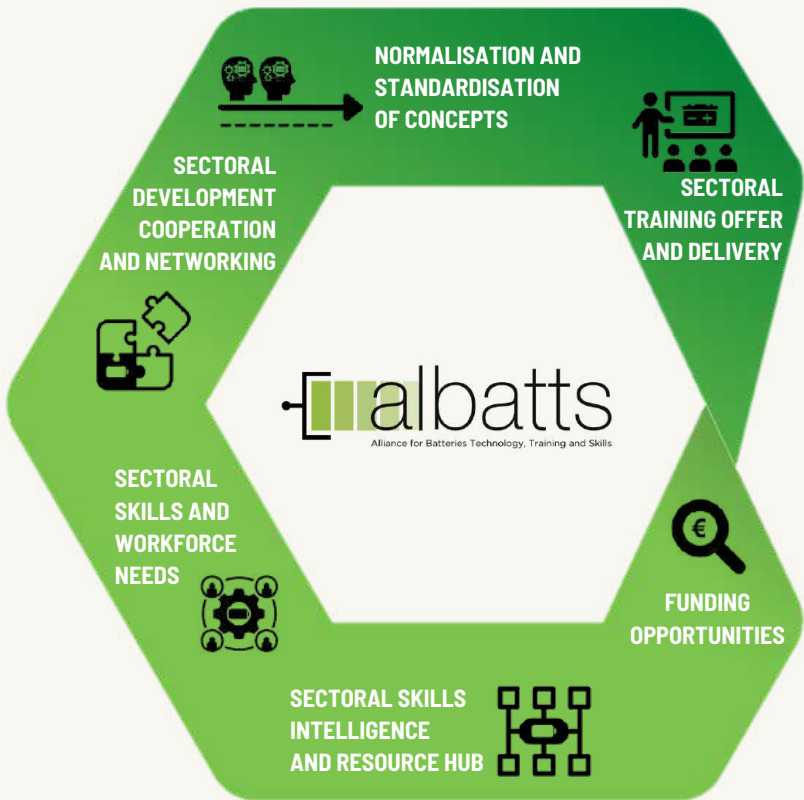 NORMALISATION AND
STANDARDISATION
OF CONCEPTS
SECTORAL
TRAINING OFFER
AND DELIVERY
SECTORAL
DEVELOPMENT
COOPERATION
AND NETWORKING
albatts
Alliance for Batteries Technology, Training and Skills
SECTORAL
SKILLS AND
WORKFORCE
NEEDS
€
FUNDING
OPPORTUNITIES
SECTORAL SKILLS
INTELLIGENCE
AND RESOURCE HUB